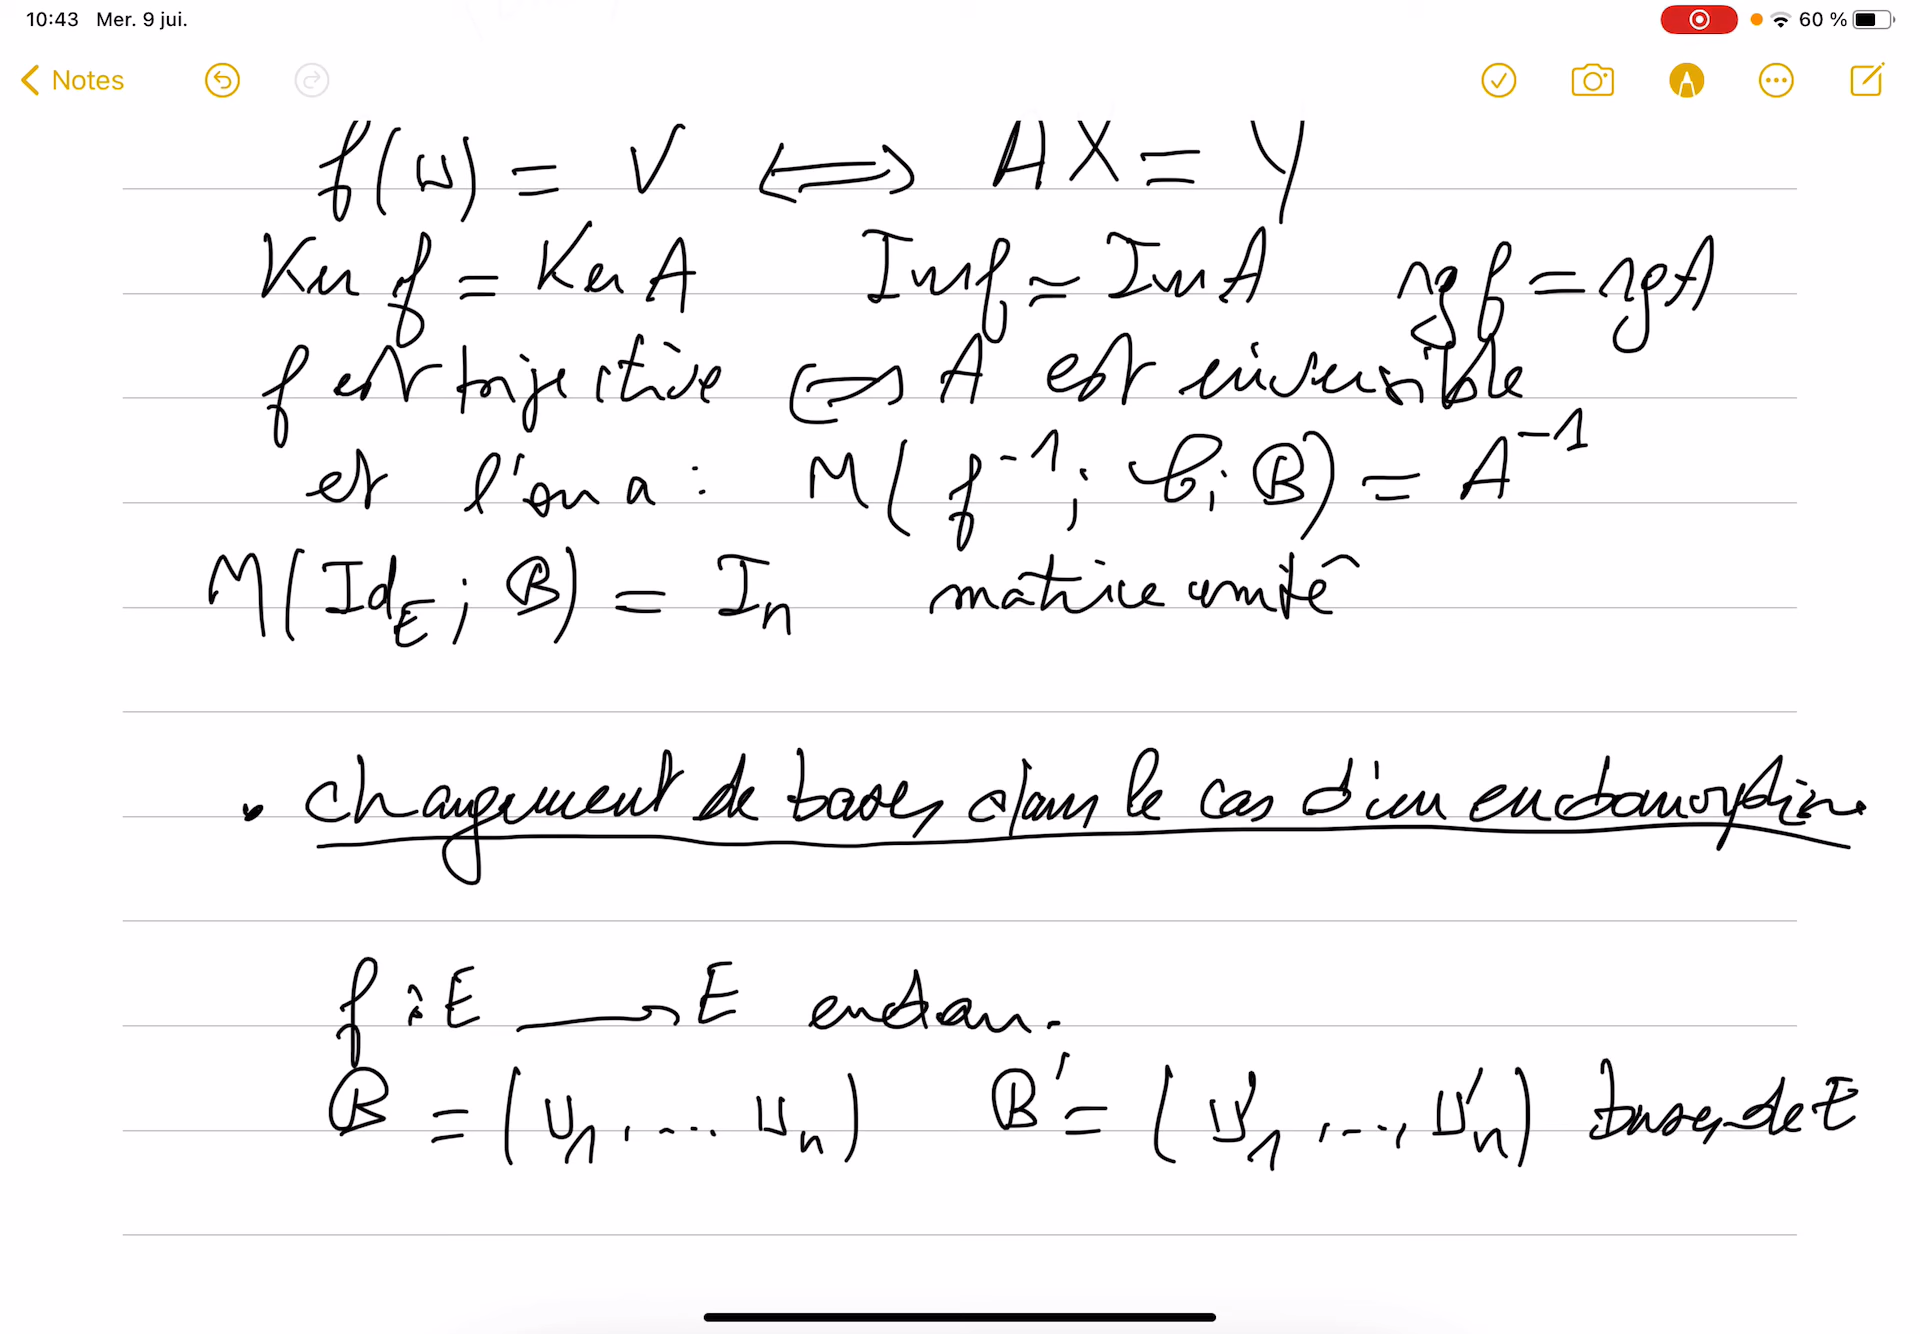 10:43 Mer. 9 jui. 60 %
Notes
f(u) = V ⟺ AX = Y
Ker f = Ker A Im f = Im A rg f = rg A
f est bijective ⟺ A est inversible
et l'on a : M(f⁻¹; C; B) = A⁻¹
M(Id_E; B) = I_n matrice unité
• changement de bases dans le cas d'un endomorphisme
f : E ⟶ E endom.
B = (U₁, ... U_n) B' = (U'₁, ..., U'_n) bases de E